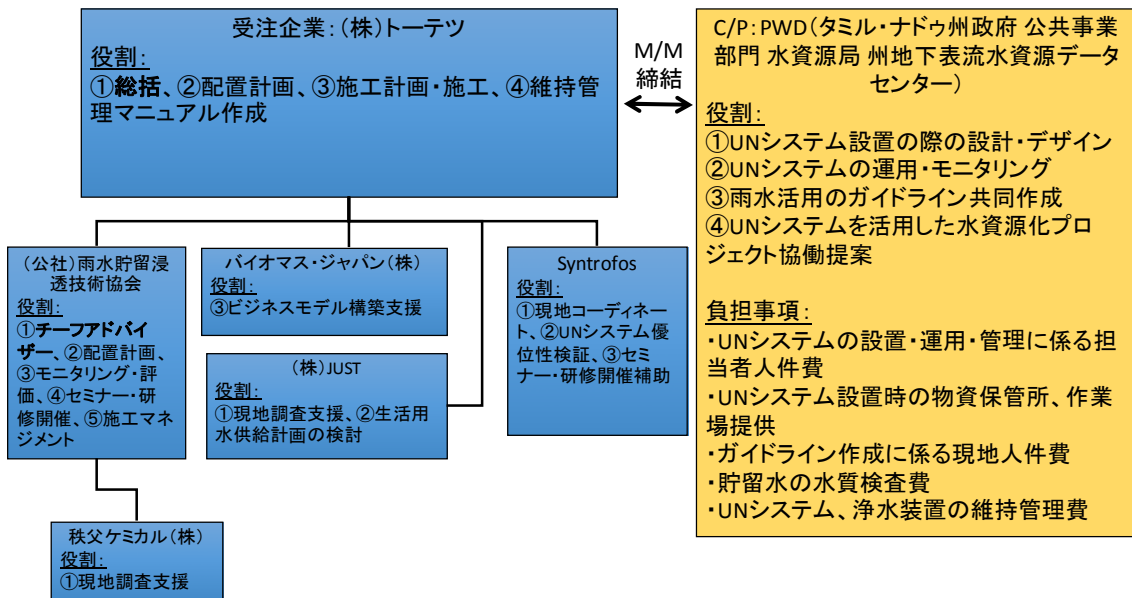 受注企業：（株）トーテツ
役割：
①総括、②配置計画、③施工計画・施工、④維持管
理マニュアル作成
M/M
締結
C/P：PWD（タミル・ナドゥ州政府 公共事業
部門 水資源局 州地下表流水資源データ
センター）
役割：
①UNシステム設置の際の設計・デザイン
②UNシステムの運用・モニタリング
③雨水活用のガイドライン共同作成
④UNシステムを活用した水資源化プロ
ジェクト協働提案
負担事項：
・UNシステムの設置・運用・管理に係る担
当者人件費
・UNシステム設置時の物資保管所、作業
場提供
・ガイドライン作成に係る現地人件費
・貯留水の水質検査費
・UNシステム、浄水装置の維持管理費
（公社）雨水貯留浸
透技術協会
役割：
①チーフアドバイ
ザー、②配置計画、
③モニタリング・評
価、④セミナー・研
修開催、⑤施工マネ
ジメント
バイオマス・ジャパン（株）
役割：
③ビジネスモデル構築支援
（株）JUST
役割：
①現地調査支援、②生活用
水供給計画の検討
Syntrofos
役割：
①現地コーディネー
ト、②UNシステム優
位性検証、③セミ
ナー・研修開催補助
秩父ケミカル（株）
役割：
①現地調査支援